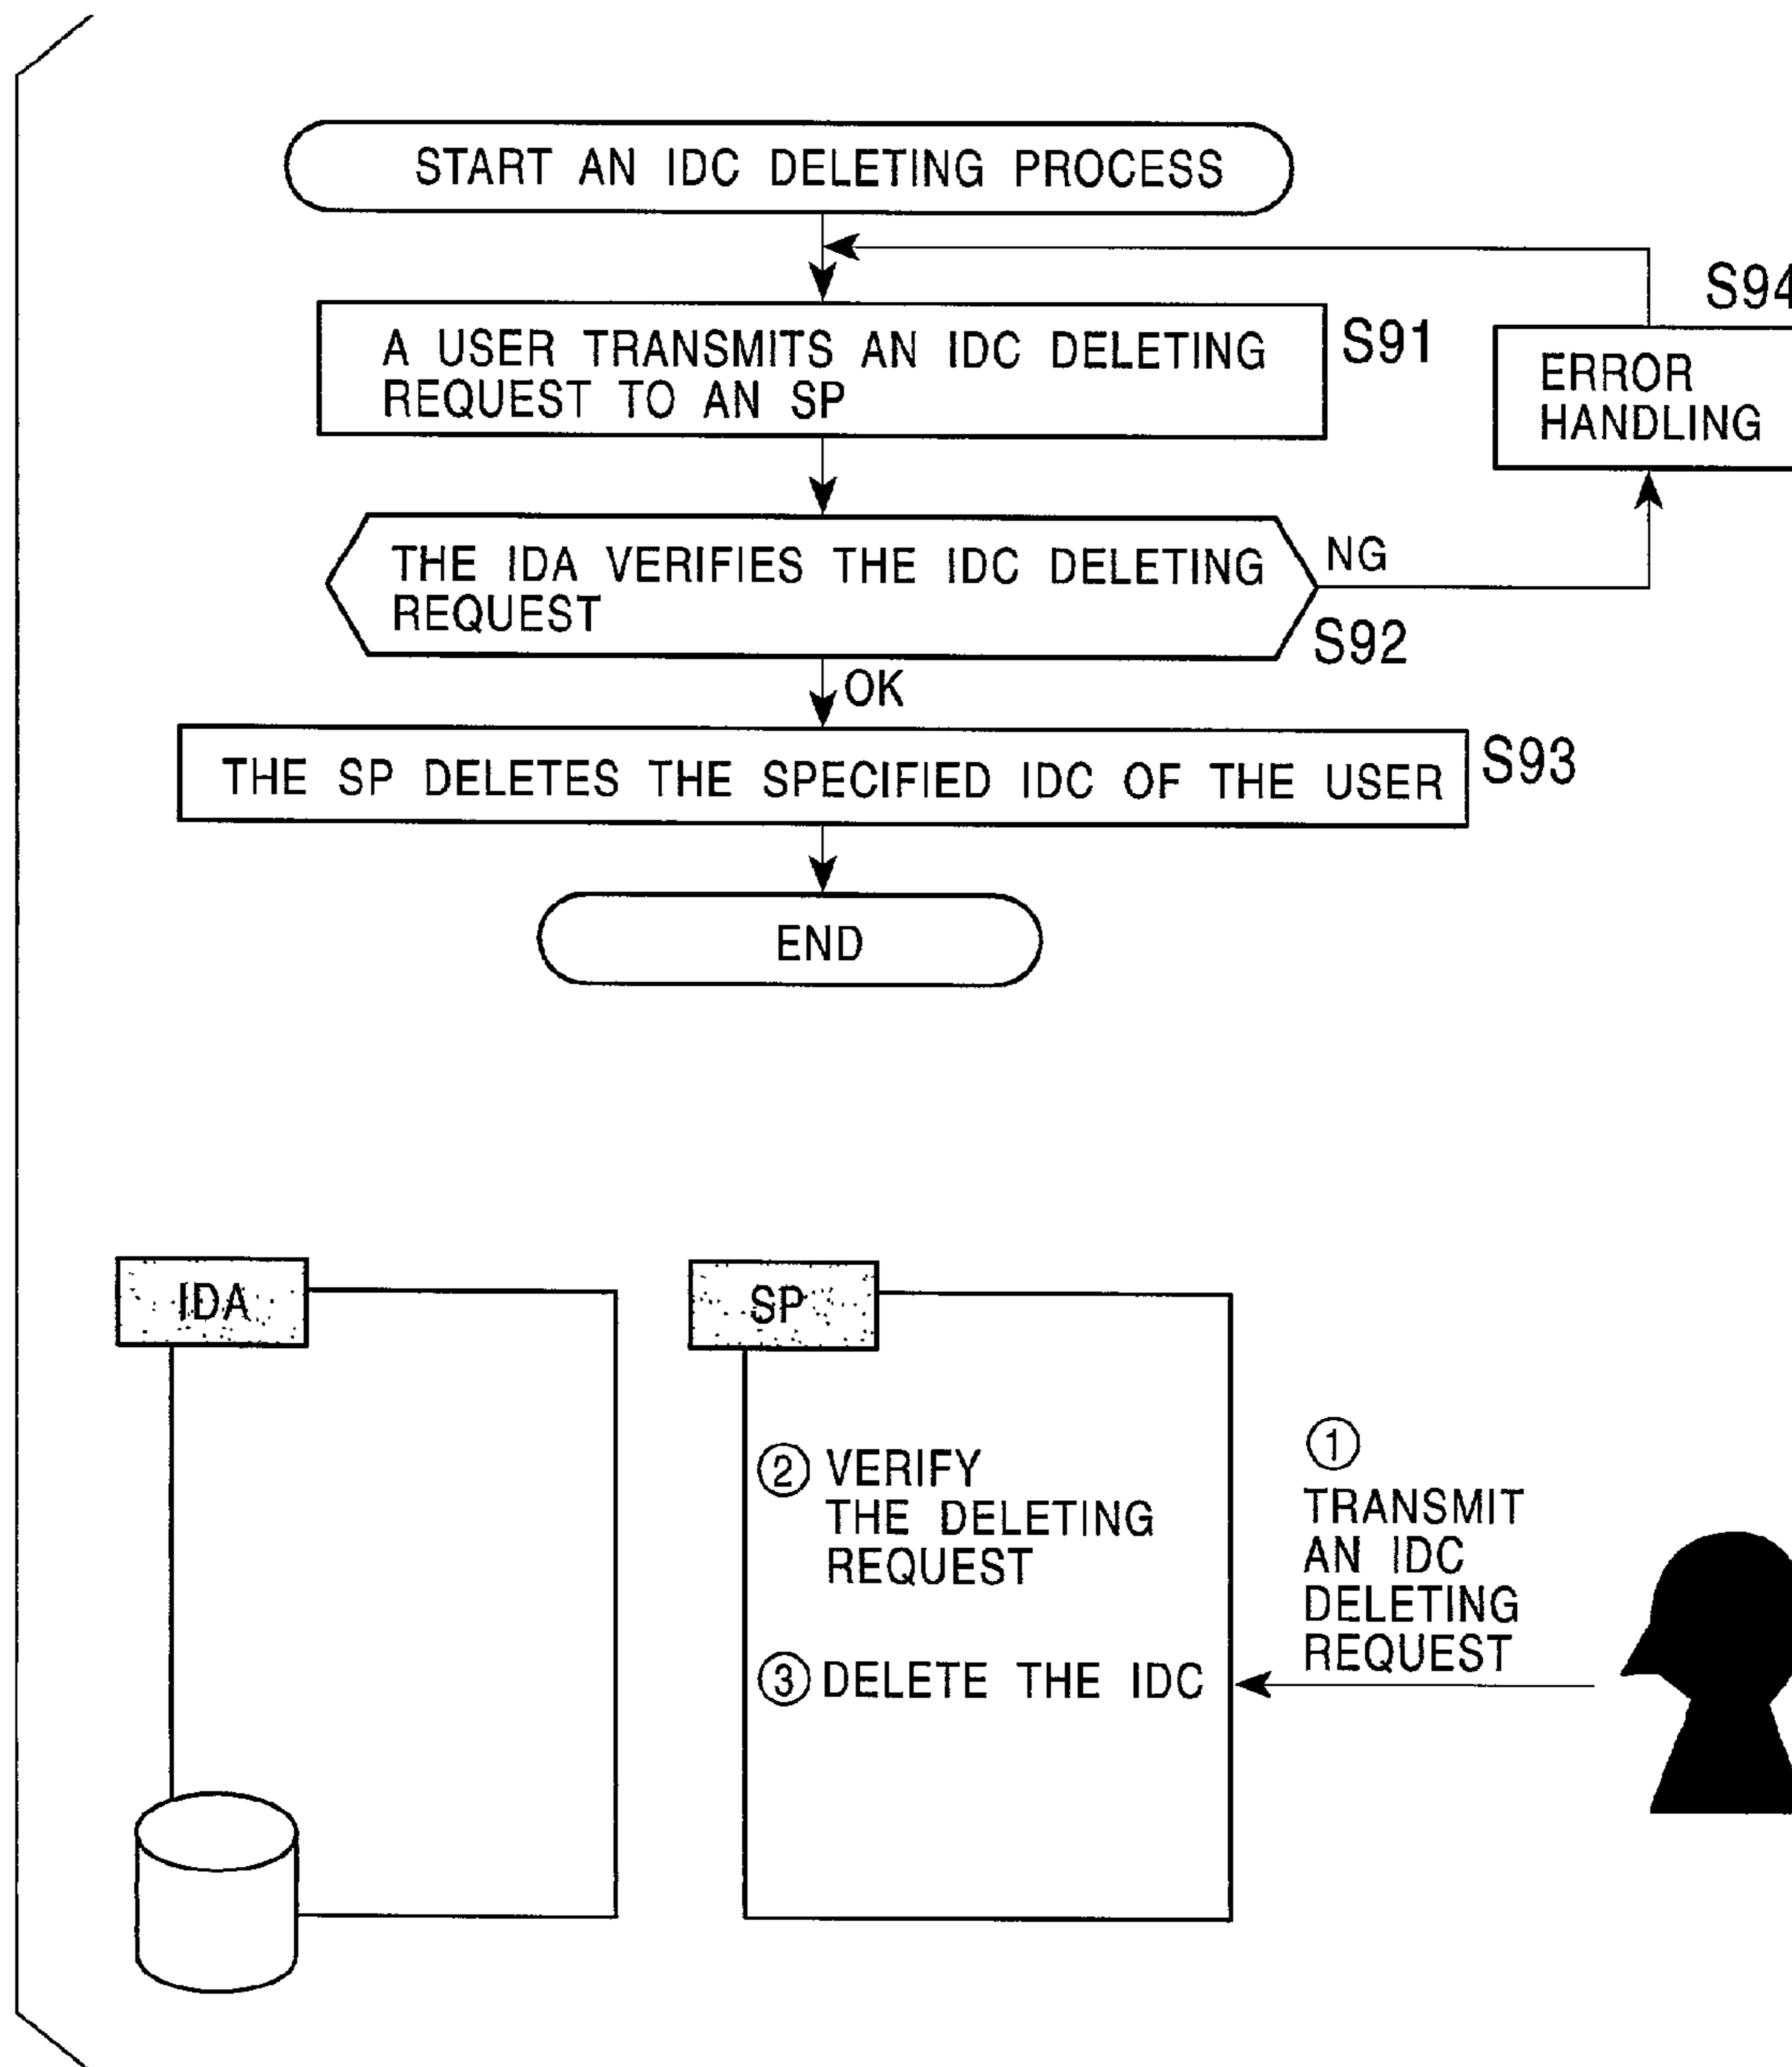 START AN IDC DELETING PROCESS
S94
A USER TRANSMITS AN IDC DELETING
REQUEST TO AN SP
S91
ERROR
HANDLING
THE IDA VERIFIES THE IDC DELETING
REQUEST
NG
S92
OK
THE SP DELETES THE SPECIFIED IDC OF THE USER
S93
END
IDA
SP
② VERIFY
THE DELETING
REQUEST
③ DELETE THE IDC
①
TRANSMIT
AN IDC
DELETING
REQUEST